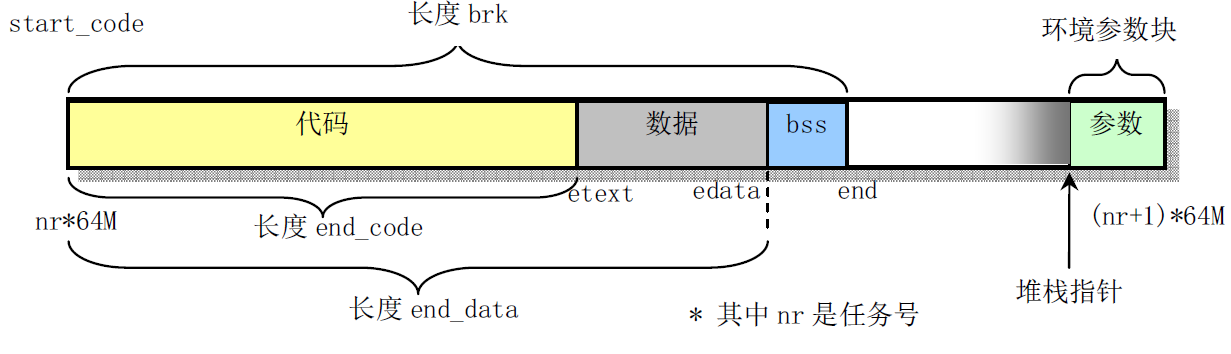 长度 brk
start_code
环境参数块
代码
数据
bss
参数
etext
edata
end
nr*64M
(nr+1)*64M
长度 end_code
长度 end_data
堆栈指针
* 其中 nr 是任务号